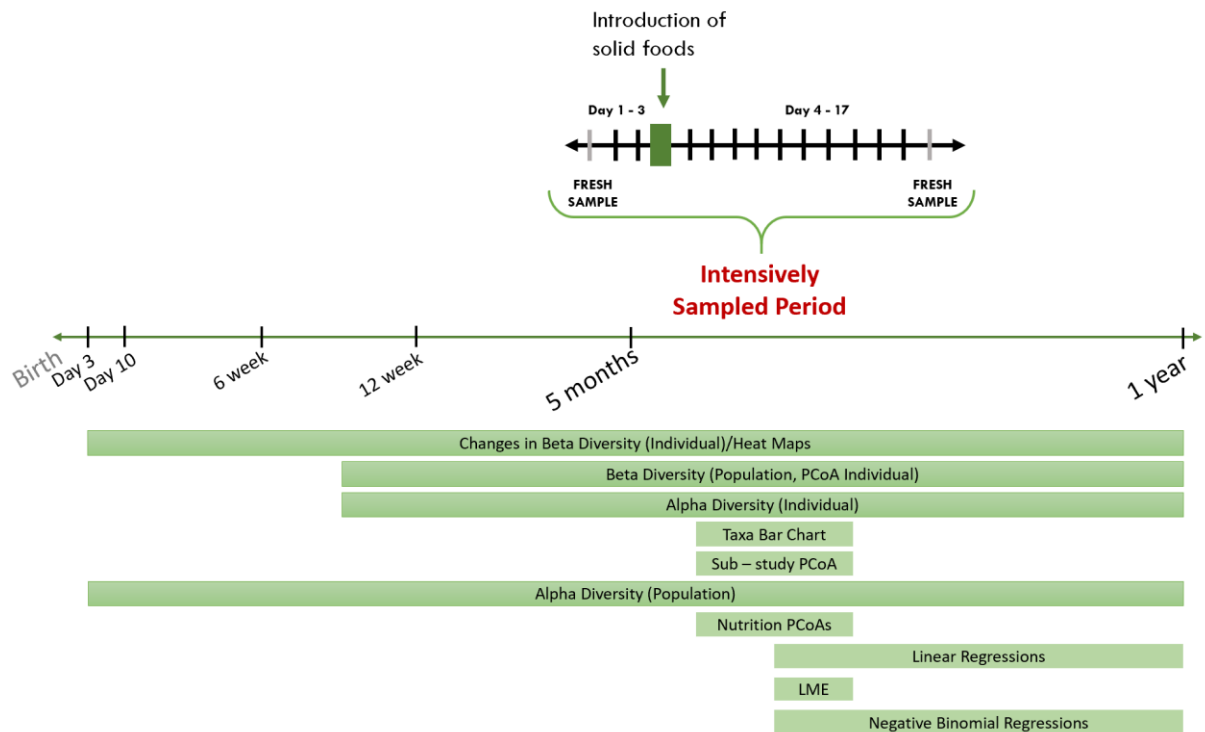 Introduction of
solid foods
Day 1 - 3
Day 4 - 17
FRESH
SAMPLE
FRESH
SAMPLE
Intensively
Sampled Period
Birth
Day 3
Day 10
6 week
12 week
5 months
1 year
Changes in Beta Diversity (Individual)/Heat Maps
Beta Diversity (Population, PCoA Individual)
Alpha Diversity (Individual)
Taxa Bar Chart
Sub – study PCoA
Alpha Diversity (Population)
Nutrition PCoAs
Linear Regressions
LME
Negative Binomial Regressions